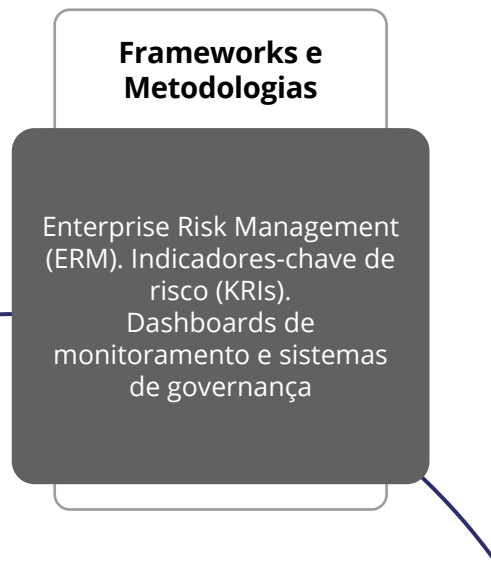 Frameworks e
Metodologias
Enterprise Risk Management
(ERM). Indicadores-chave de
risco (KRIs).
Dashboards de
monitoramento e sistemas
de governança